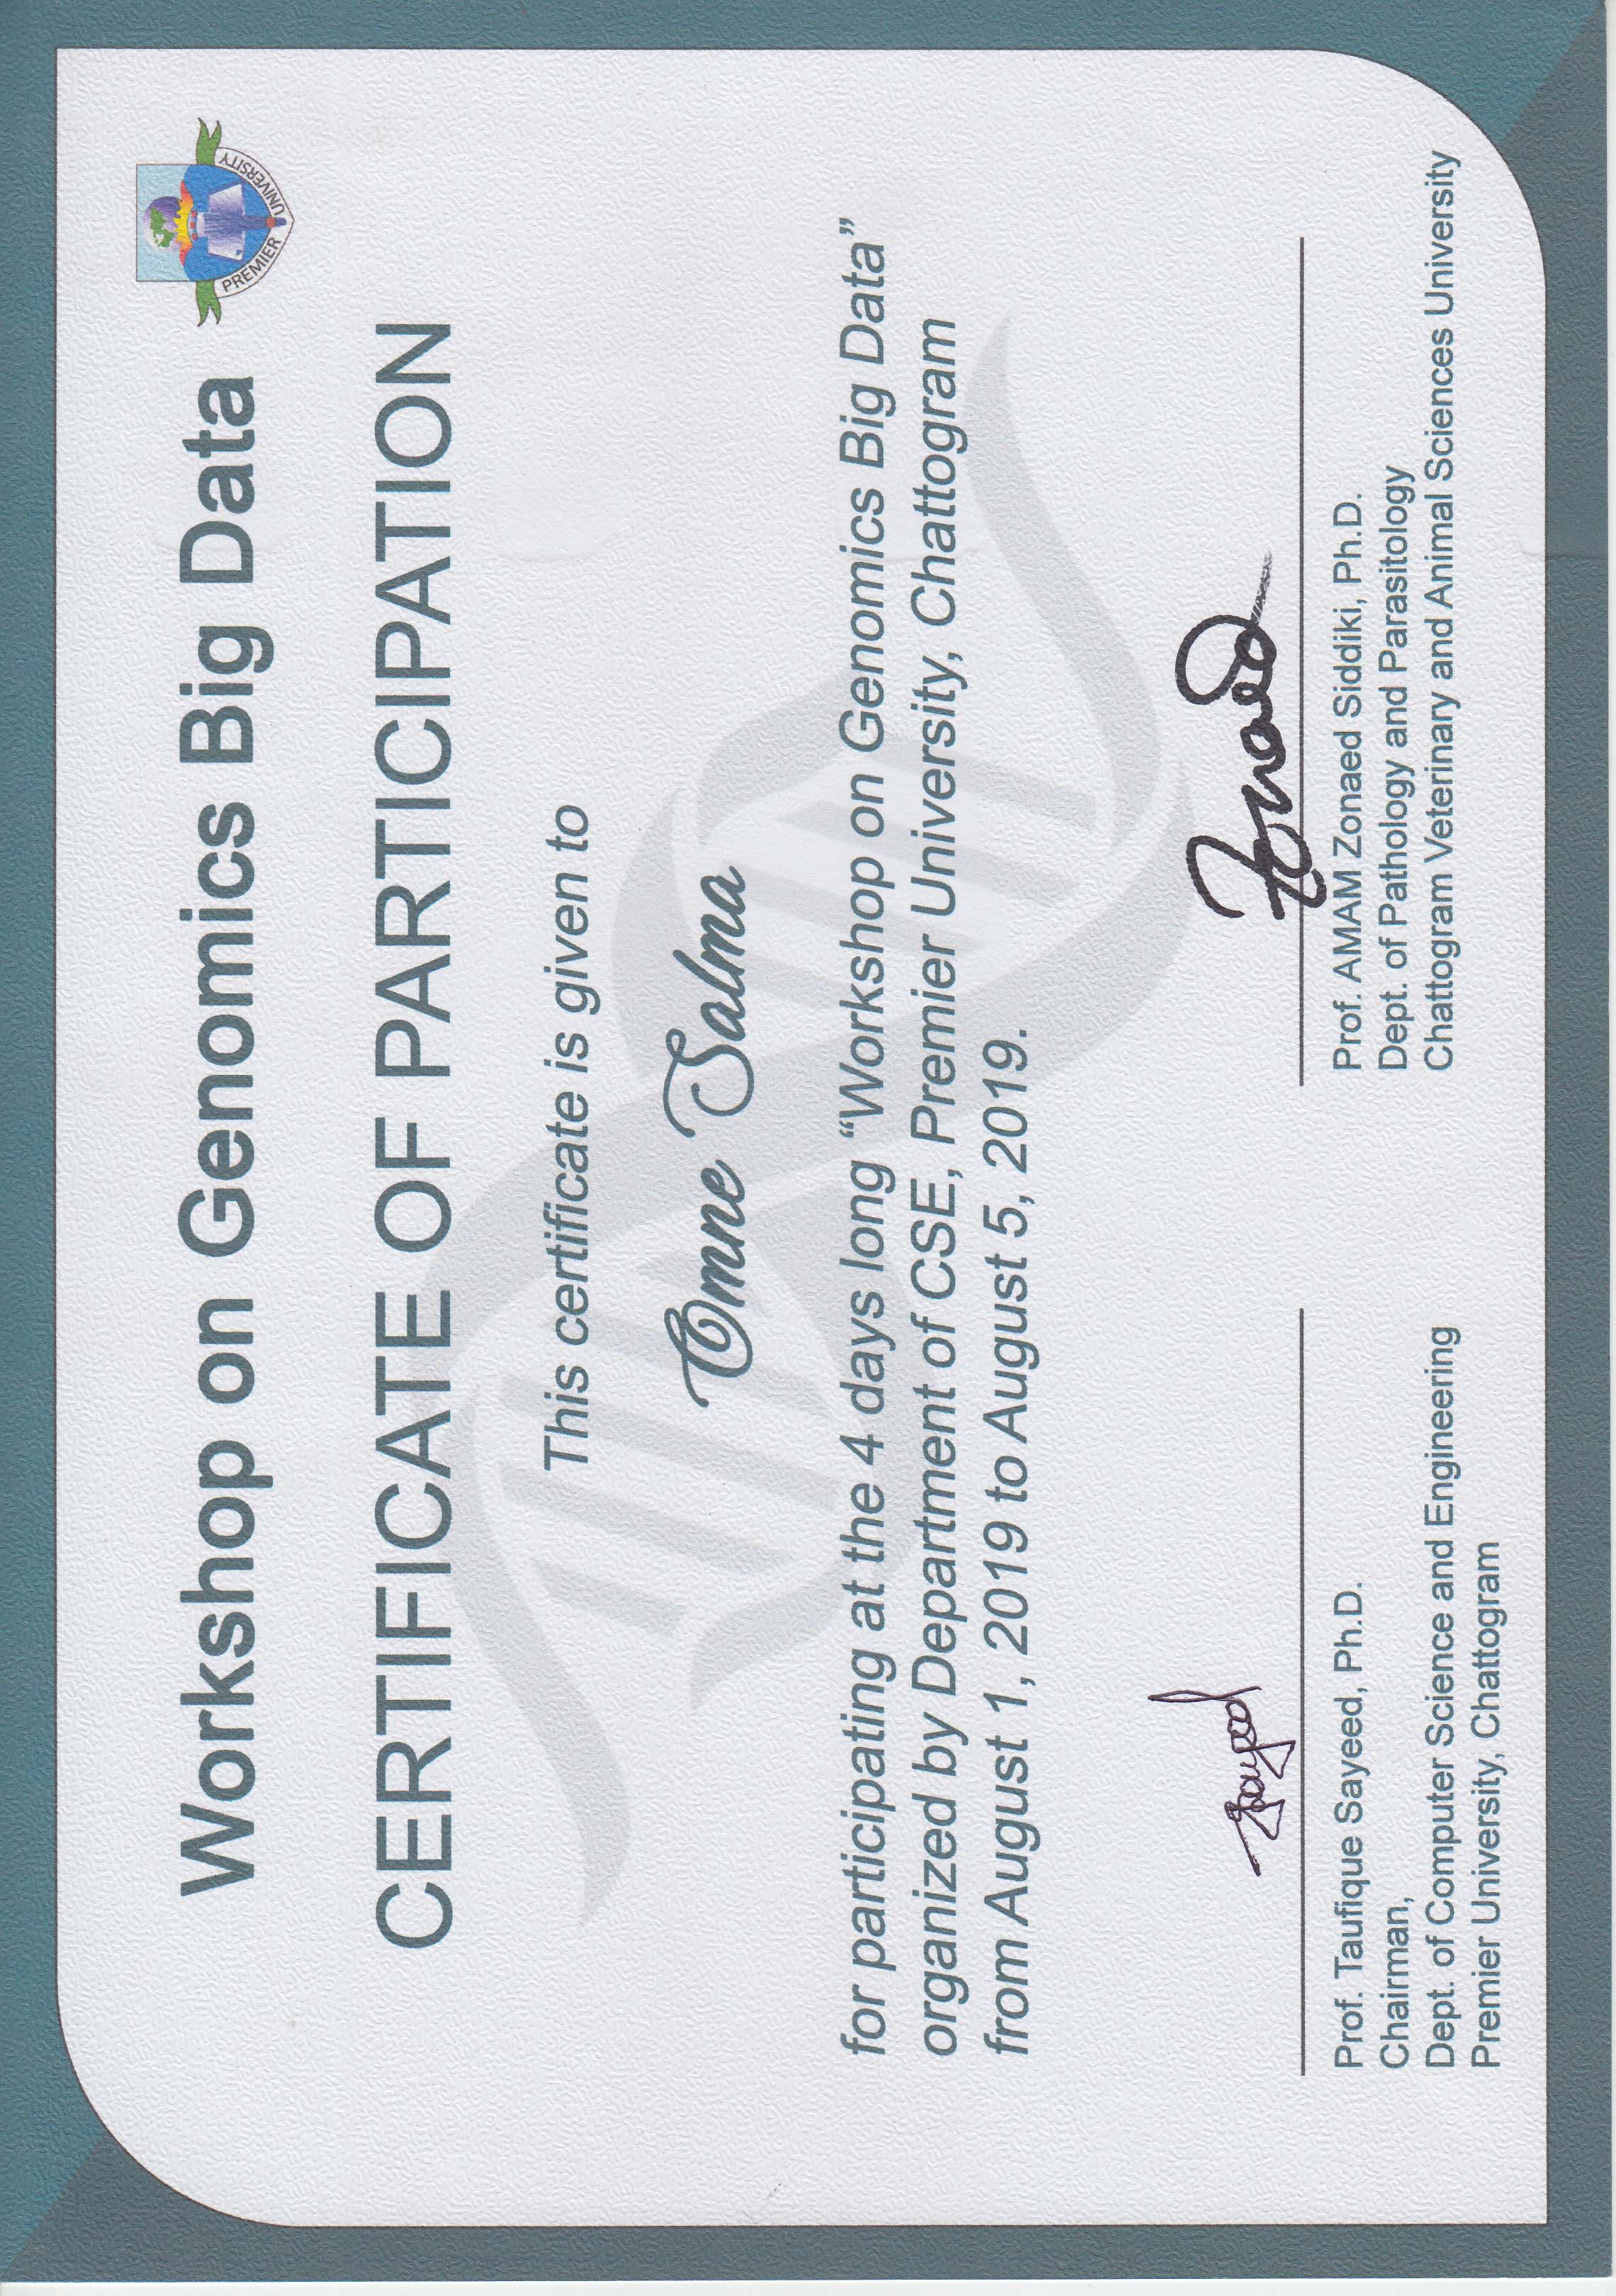 Workshop on Genomics Big Data
PREMIER UNIVERSITY
CERTIFICATE OF PARTICIPATION
This certificate is given to
Omne Salma
for participating at the 4 days long “Workshop on Genomics Big Data”
organized by Department of CSE, Premier University, Chattogram
from August 1, 2019 to August 5, 2019.
Sayeed
Zonaed
Prof. Taufique Sayeed, Ph.D.
Chairman,
Dept. of Computer Science and Engineering
Premier University, Chattogram
Prof. AMAM Zonaed Siddiki, Ph.D.
Dept. of Pathology and Parasitology
Chattogram Veterinary and Animal Sciences University